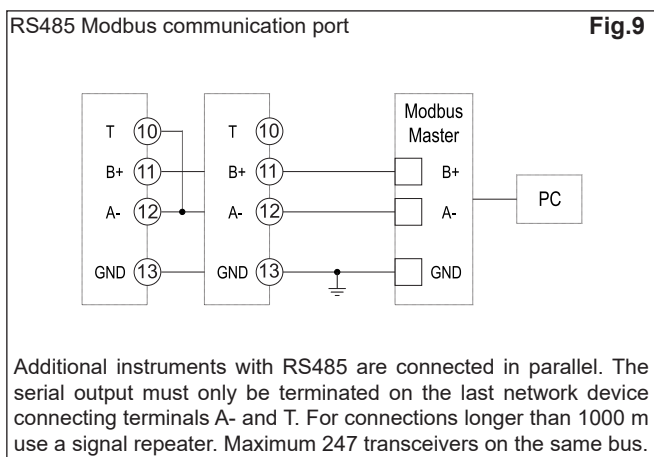 RS485 Modbus communication port Fig.9
Modbus
Master
T 10 T 10
B+ 11 B+ 11 B+
PC
A- 12 A- 12 A-
GND 13 GND 13 GND
Additional instruments with RS485 are connected in parallel. The
serial output must only be terminated on the last network device
connecting terminals A- and T. For connections longer than 1000 m
use a signal repeater. Maximum 247 transceivers on the same bus.